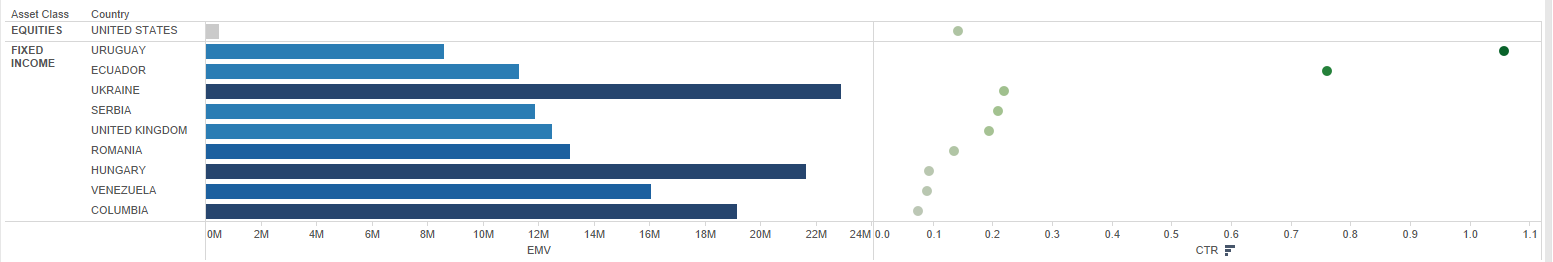 Asset Class Country
EQUITIES UNITED STATES
FIXED INCOME URUGUAY
ECUADOR
UKRAINE
SERBIA
UNITED KINGDOM
ROMANIA
HUNGARY
VENEZUELA
COLUMBIA
0M 2M 4M 6M 8M 10M 12M 14M 16M 18M 20M 22M 24M 0.0 0.1 0.2 0.3 0.4 0.5 0.6 0.7 0.8 0.9 1.0 1.1
EMV CTR